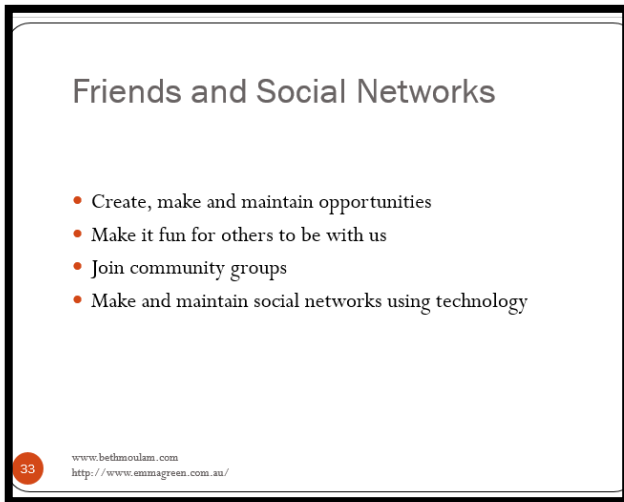 Friends and Social Networks
Create, make and maintain opportunities
Make it fun for others to be with us
Join community groups
Make and maintain social networks using technology
33
www.bethmoulam.com
http://www.emmagreen.com.au/